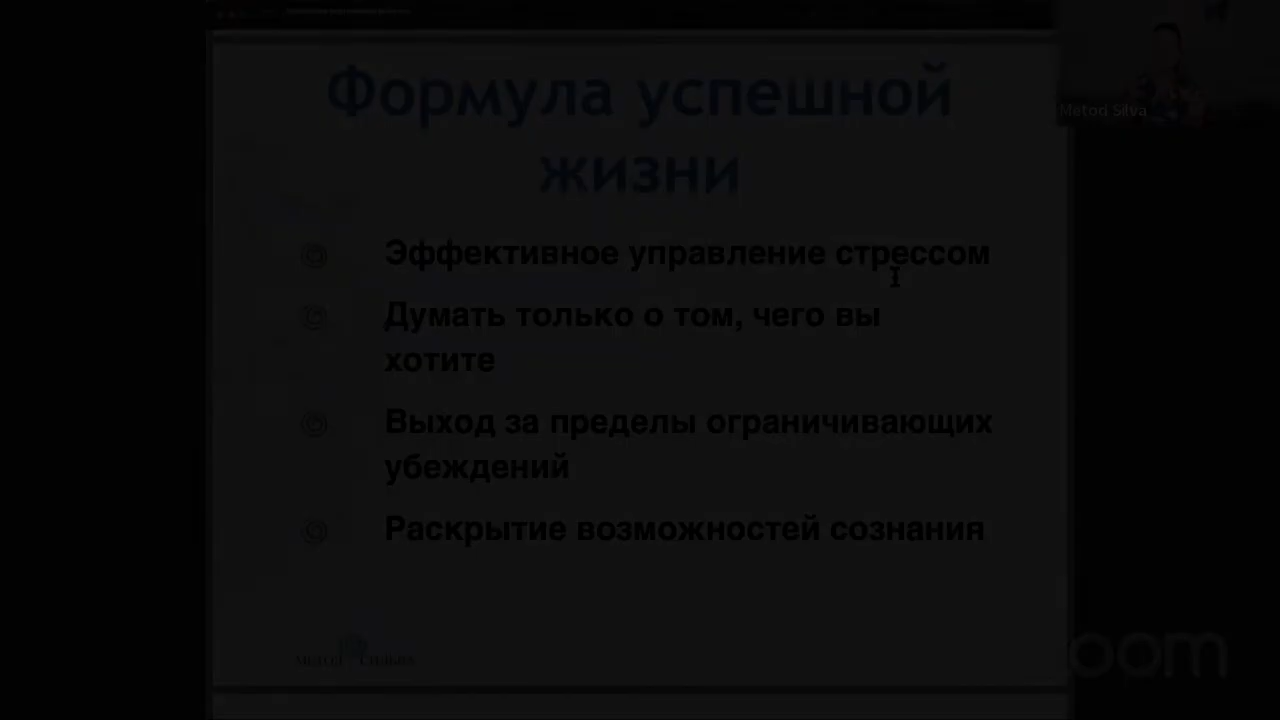 Формула успешной
жизни
Metod Silva
Эффективное управление стрессом
Думать только о том, чего вы
хотите
Выход за пределы ограничивающих
убеждений
Раскрытие возможностей сознания
oom